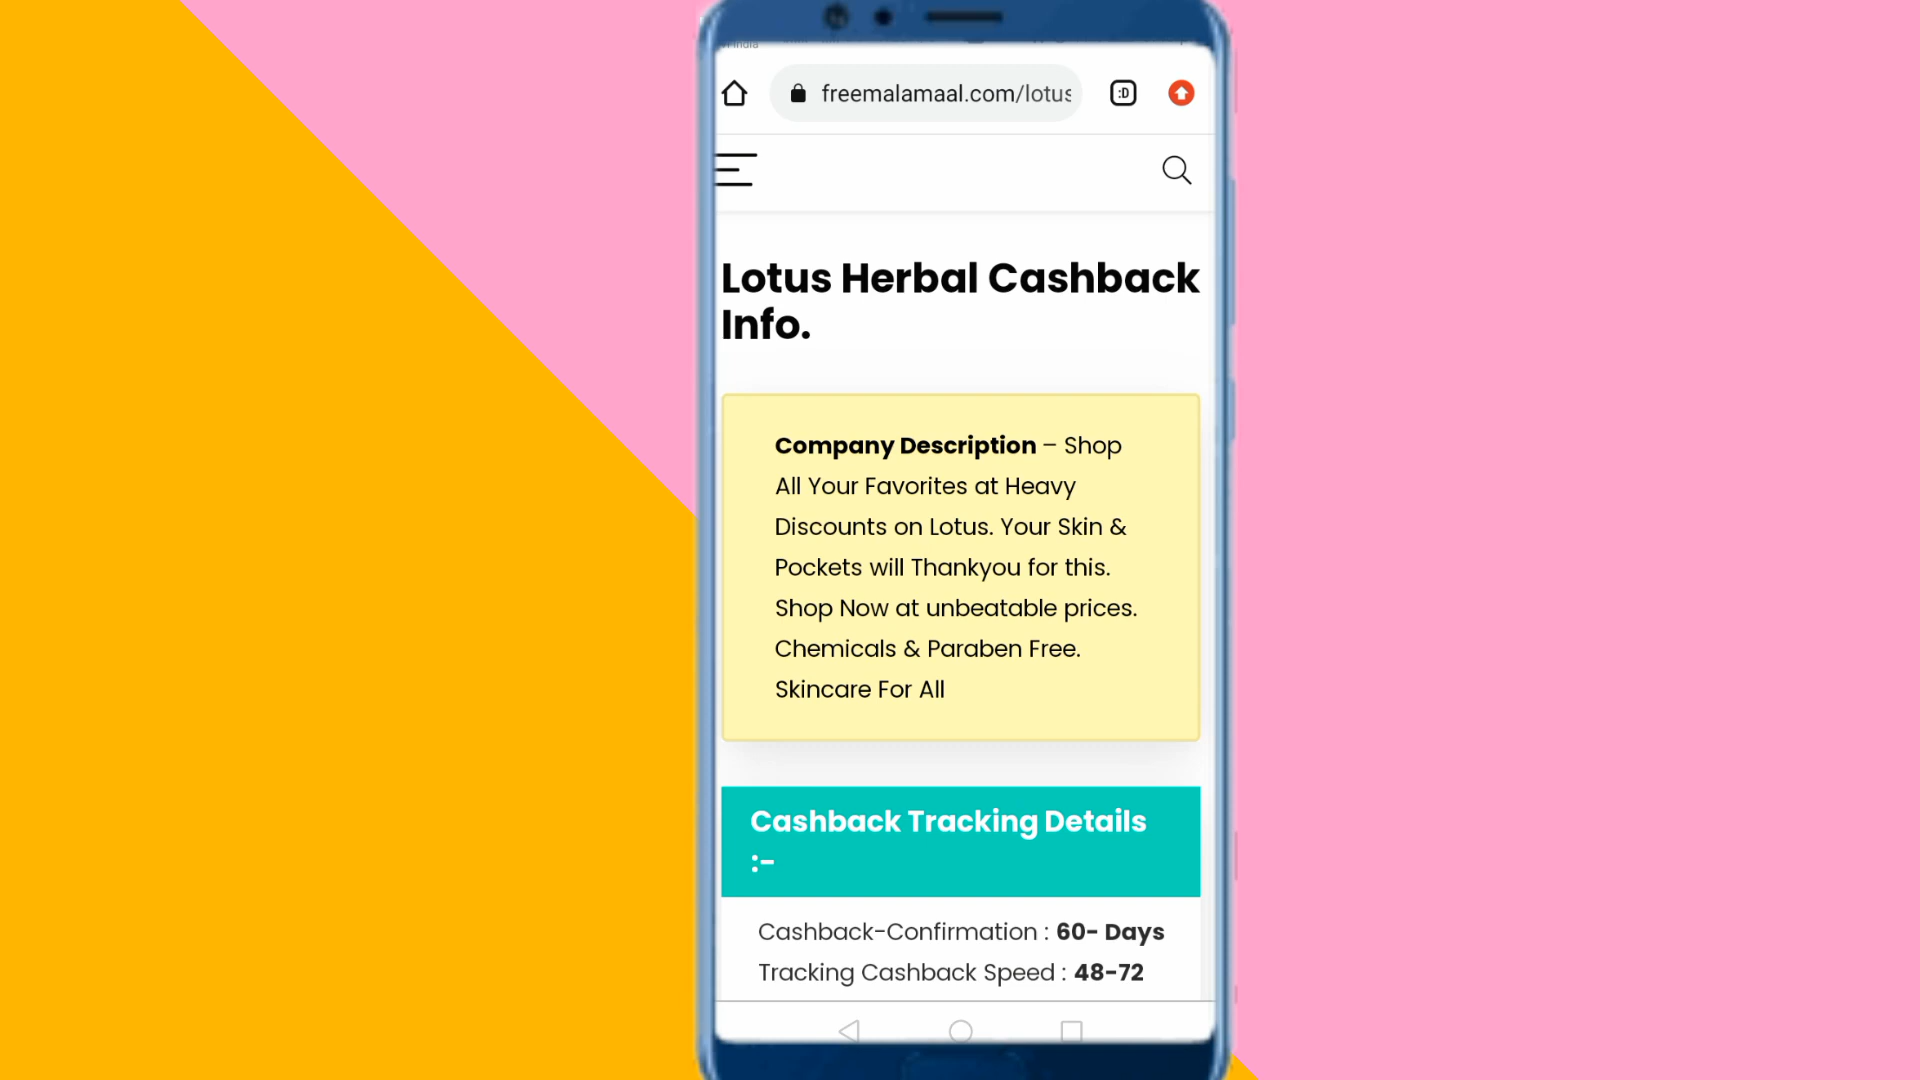 freemalamaal.com/lotus
:D
Lotus Herbal Cashback
Info.
Company Description – Shop
All Your Favorites at Heavy
Discounts on Lotus. Your Skin &
Pockets will Thankyou for this.
Shop Now at unbeatable prices.
Chemicals & Paraben Free.
Skincare For All
Cashback Tracking Details
:-
Cashback-Confirmation : 60- Days
Tracking Cashback Speed : 48-72